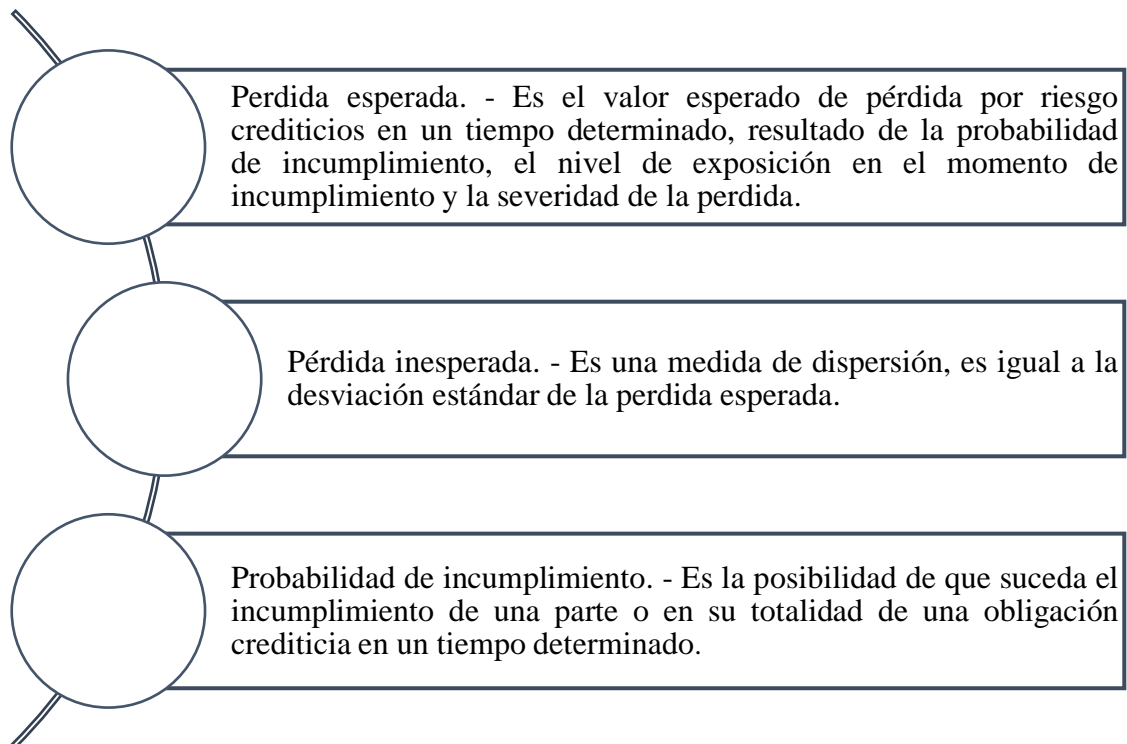 Perdida esperada. - Es el valor esperado de pérdida por riesgo
crediticios en un tiempo determinado, resultado de la probabilidad
de incumplimiento, el nivel de exposición en el momento de
incumplimiento y la severidad de la perdida.
Pérdida inesperada. - Es una medida de dispersión, es igual a la
desviación estándar de la perdida esperada.
Probabilidad de incumplimiento. - Es la posibilidad de que suceda el
incumplimiento de una parte o en su totalidad de una obligación
crediticia en un tiempo determinado.